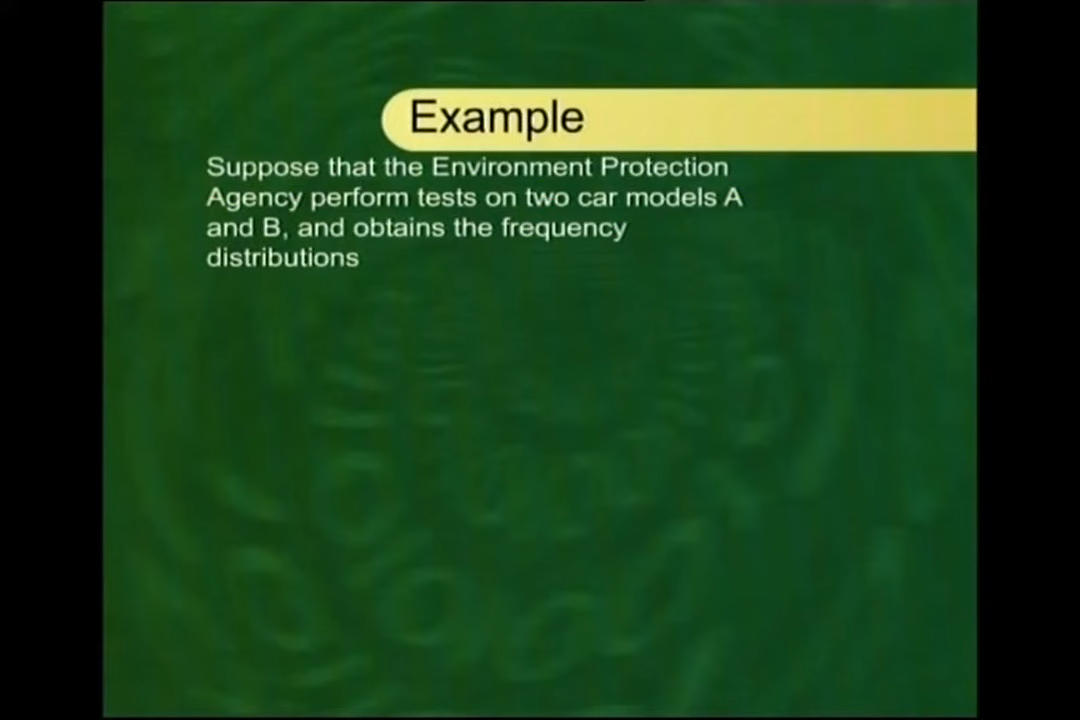 Example
Suppose that the Environment Protection
Agency perform tests on two car models A
and B, and obtains the frequency
distributions